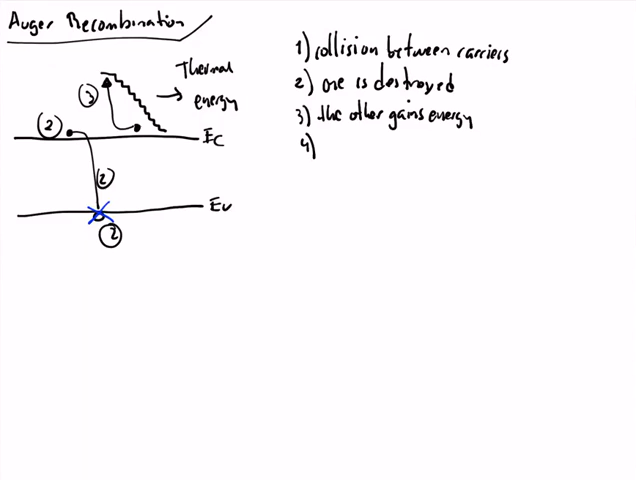 Auger Recombination
Thermal
energy
(3)
(2)
Ec
(2)
Ev
(2)
1) collision between carriers
2) one is destroyed
3) the other gains energy
4)